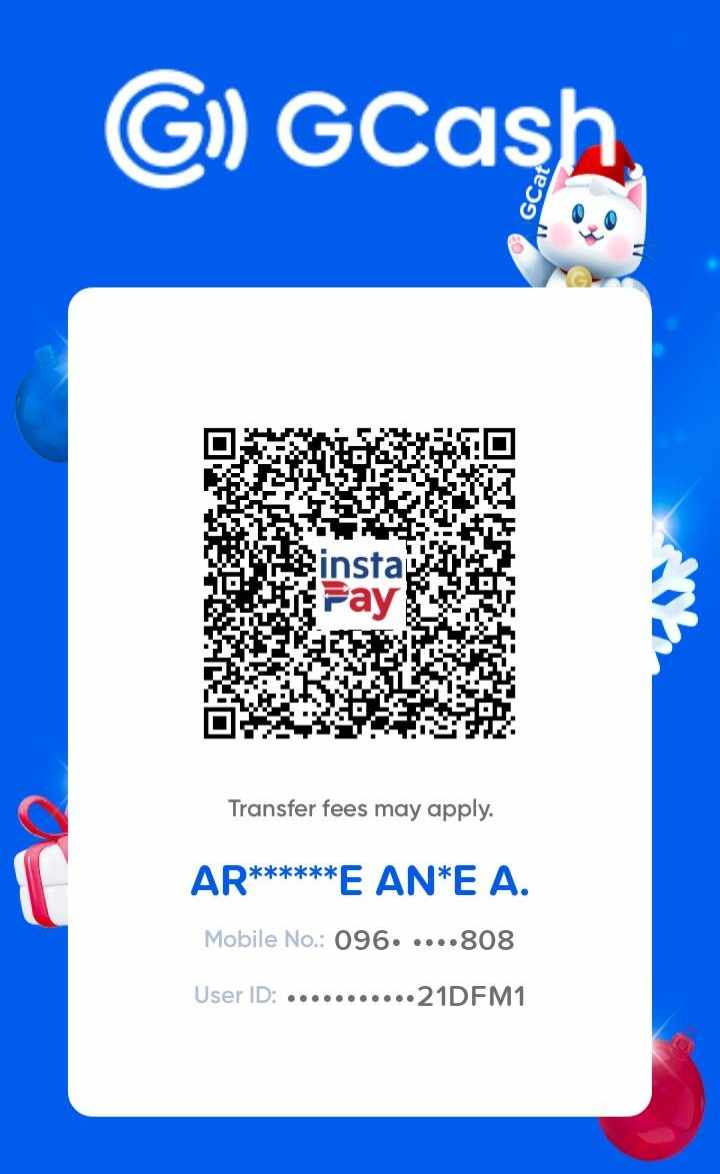 G)) GCash
GCat
G
insta
Pay
Transfer fees may apply.
AR******E AN*E A.
Mobile No.: 096• ••••808
User ID: •••••••••••21DFM1